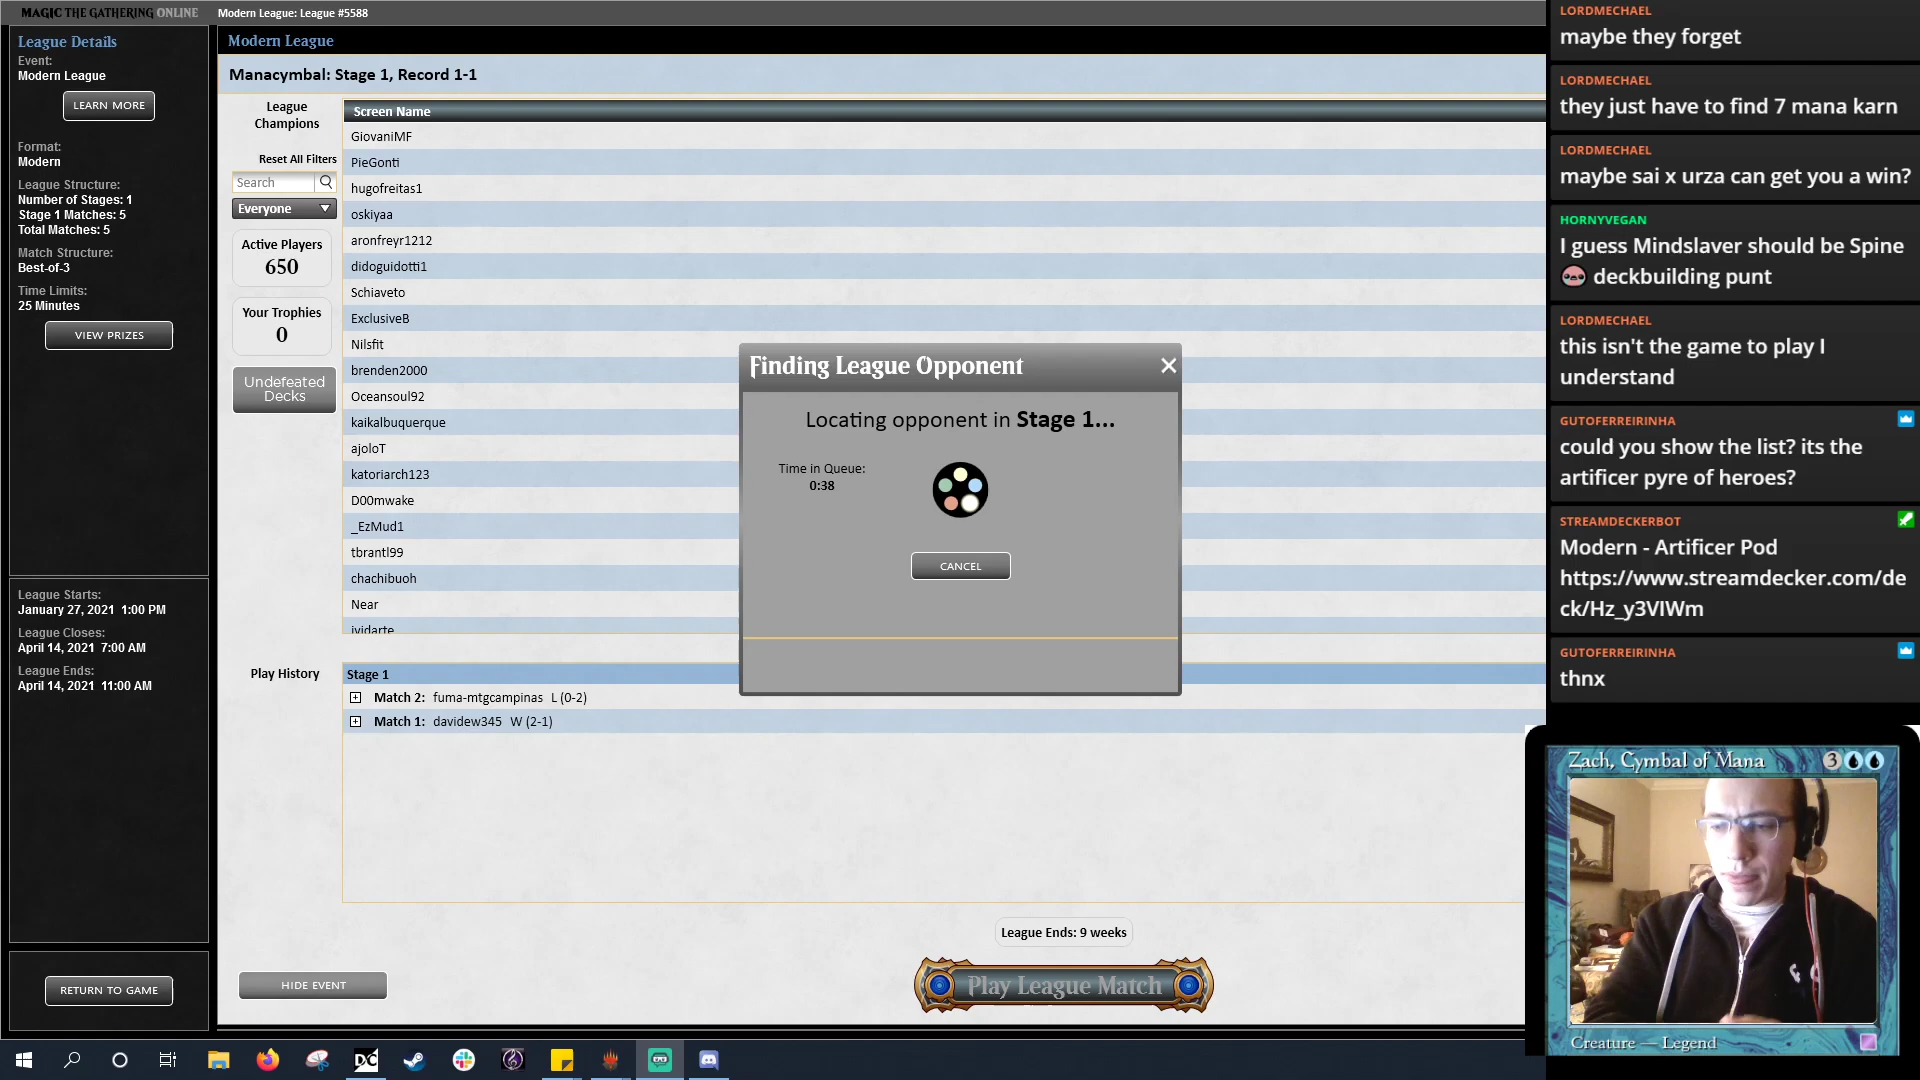 MAGIC THE GATHERING ONLINE
Modern League: League #5588
League Details
Event:
Modern League
LEARN MORE
Format:
Modern
League Structure:
Number of Stages: 1
Stage 1 Matches: 5
Total Matches: 5
Match Structure:
Best-of-3
Time Limits:
25 Minutes
VIEW PRIZES
League Starts:
January 27, 2021 1:00 PM
League Closes:
April 14, 2021 7:00 AM
League Ends:
April 14, 2021 11:00 AM
RETURN TO GAME
Modern League
Manacymbal: Stage 1, Record 1-1
League
Champions
Reset All Filters
Search
Everyone
Active Players
650
Your Trophies
0
Undefeated
Decks
Screen Name
GiovaniMF
PieGonti
hugofreitas1
oskiyaa
aronfreyr1212
didoguidotti1
Schiaveto
ExclusiveB
Nilsfit
brenden2000
Oceansoul92
kaikalbuquerque
ajoloT
katoriarch123
D00mwake
_EzMud1
tbrantl99
chachibuoh
Near
ividarte
Finding League Opponent
Locating opponent in Stage 1...
Time in Queue:
0:38
CANCEL
Play History
Stage 1
Match 2: fuma-mtgcampinas L (0-2)
Match 1: davidew345 W (2-1)
League Ends: 9 weeks
HIDE EVENT
Play League Match
LORDMECHAEL
maybe they forget
LORDMECHAEL
they just have to find 7 mana karn
LORDMECHAEL
maybe sai x urza can get you a win?
HORNYVEGAN
I guess Mindslaver should be Spine
deckbuilding punt
LORDMECHAEL
this isn't the game to play I
understand
GUTOFERREIRINHA
could you show the list? its the
artificer pyre of heroes?
STREAMDECKERBOT
Modern - Artificer Pod
https://www.streamdecker.com/de
ck/Hz_y3VIWm
GUTOFERREIRINHA
thnx
Zach, Cymbal of Mana 3
Creature — Legend
DC